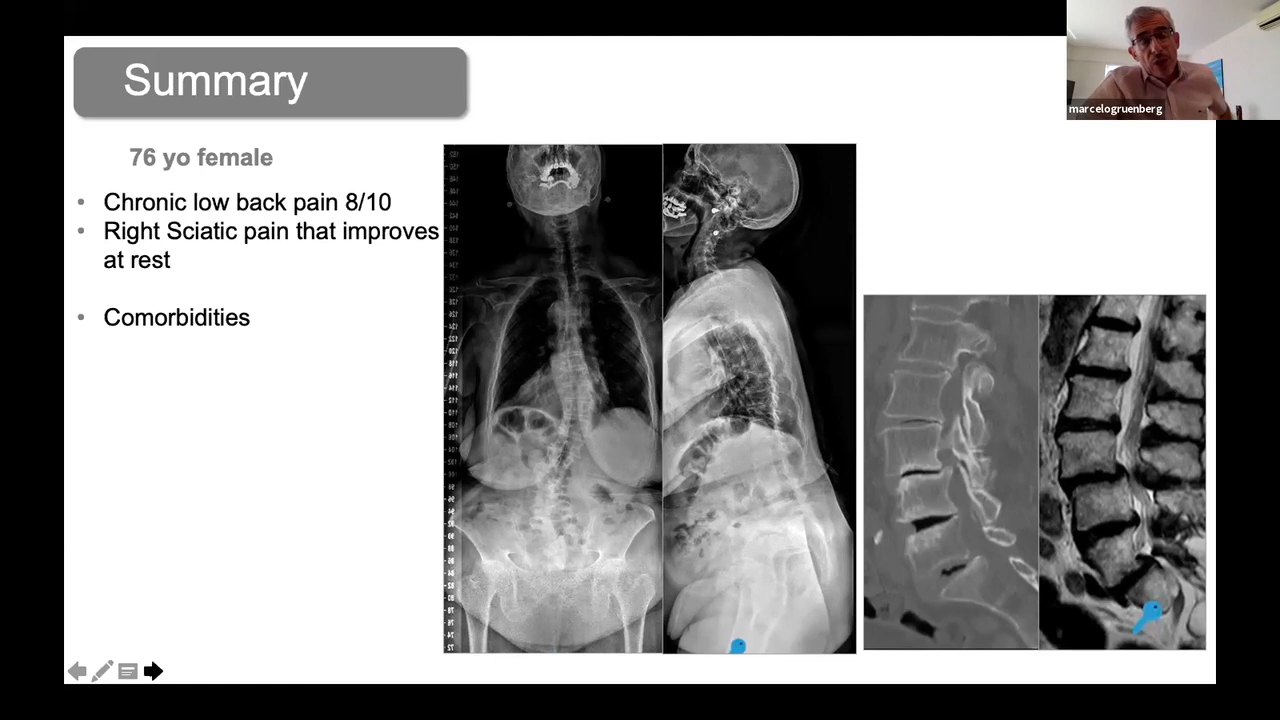 Summary
marcelogruenberg
76 yo female
Chronic low back pain 8/10
Right Sciatic pain that improves
at rest
Comorbidities